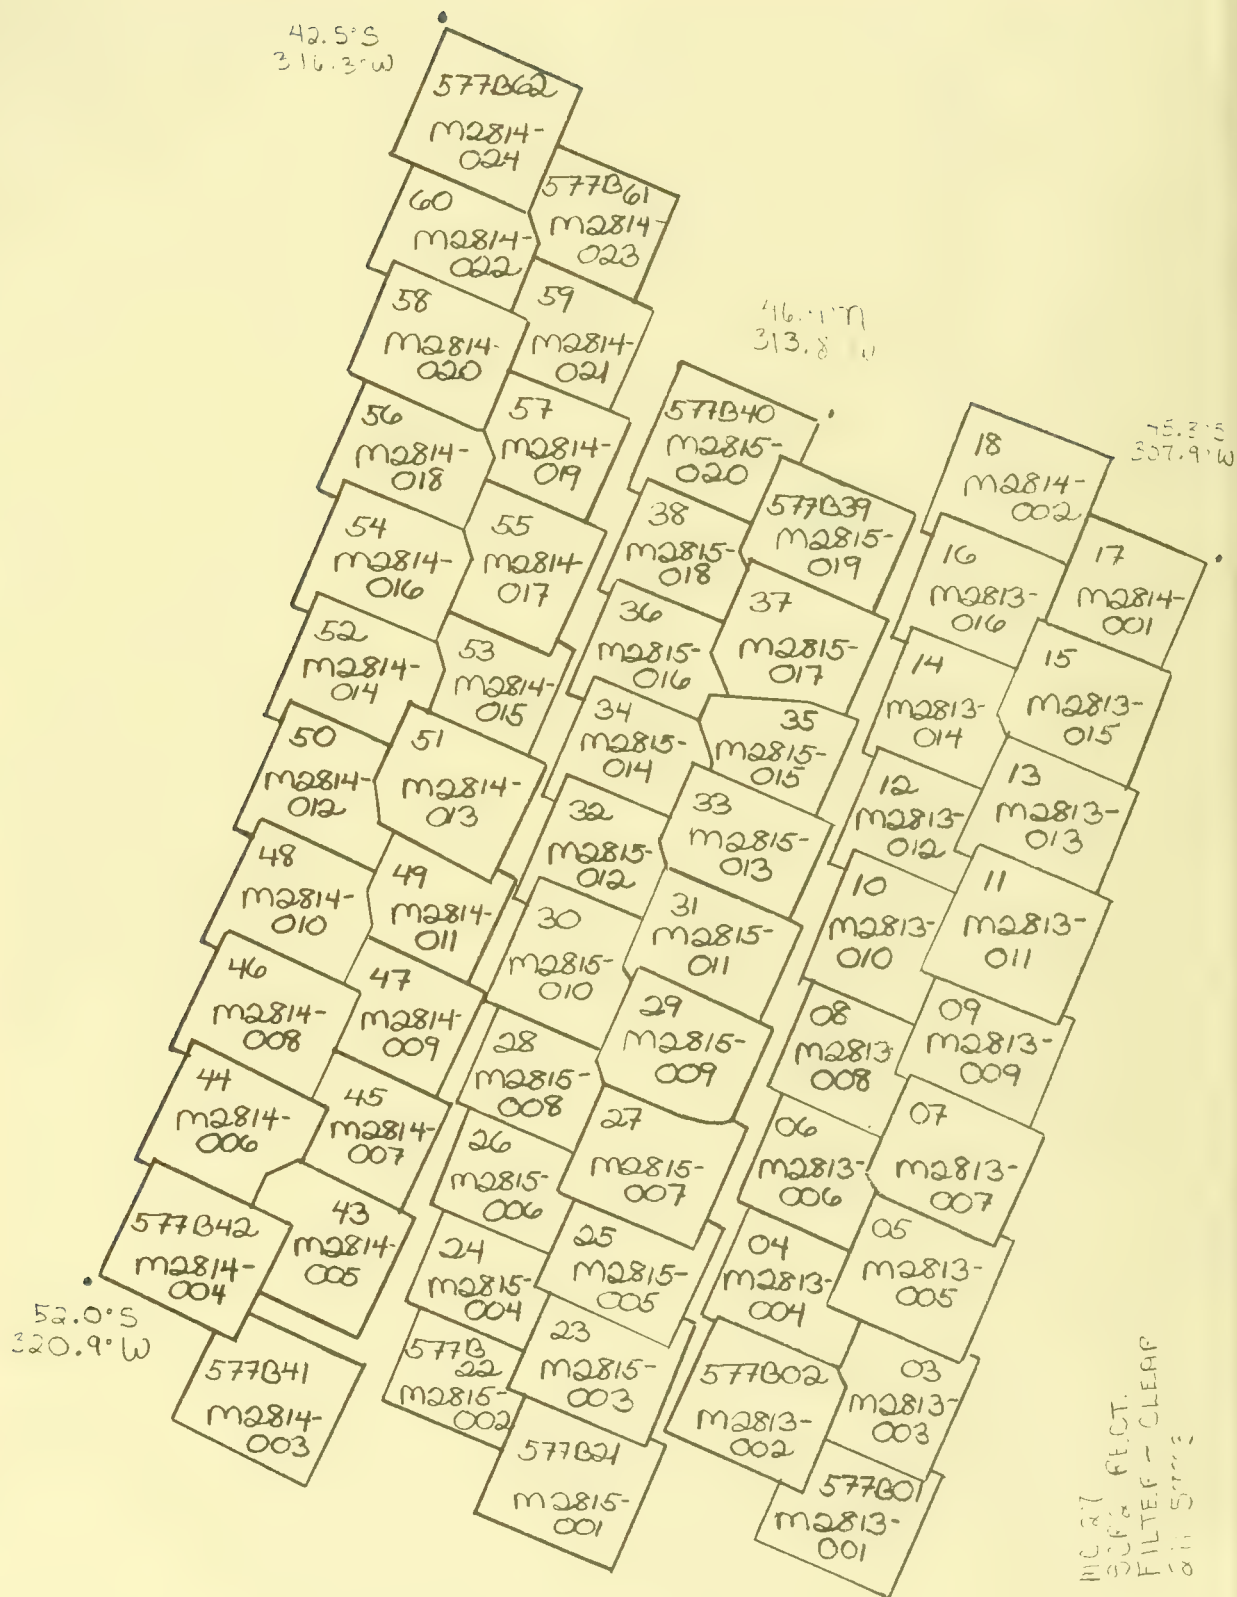 42.5°S
316.3°W
577B62
M2814-
024
577B61
M2814-
023
60
M2814-
022
58
M2814-
020
59
M2814-
021
56
M2814-
018
57
M2814-
019
54
M2814-
016
55
M2814-
017
52
M2814-
014
53
M2814-
015
50
M2814-
012
51
M2814-
013
48
M2814-
010
49
M2814-
011
46
M2814-
008
47
M2814-
009
44
M2814-
006
45
M2814-
007
577B42
M2814-
004
43
M2814-
005
52.0°S
320.9°W
577B41
M2814-
003
313.8 W
577B40
M2815-
020
577B39
M2815-
019
38
M2815-
018
37
M2815-
017
36
M2815-
016
35
M2815-
015
34
M2815-
014
33
M2815-
013
32
M2815-
012
31
M2815-
011
30
M2815-
010
29
M2815-
009
28
M2815-
008
27
M2815-
007
26
M2815-
006
25
M2815-
005
24
M2815-
004
23
M2815-
003
577B
22
M2815-
002
577B21
M2815-
001
307.9°W
18
M2814-
002
17
M2814-
001
16
M2813-
016
15
M2813-
015
14
M2813-
014
13
M2813-
013
12
M2813-
012
11
M2813-
011
10
M2813-
010
09
M2813-
009
08
M2813-
008
07
M2813-
007
06
M2813-
006
05
M2813-
005
04
M2813-
004
03
M2813-
003
577B02
M2813-
002
577B01
M2813-
001
RECT.
FILTER - CLEAR